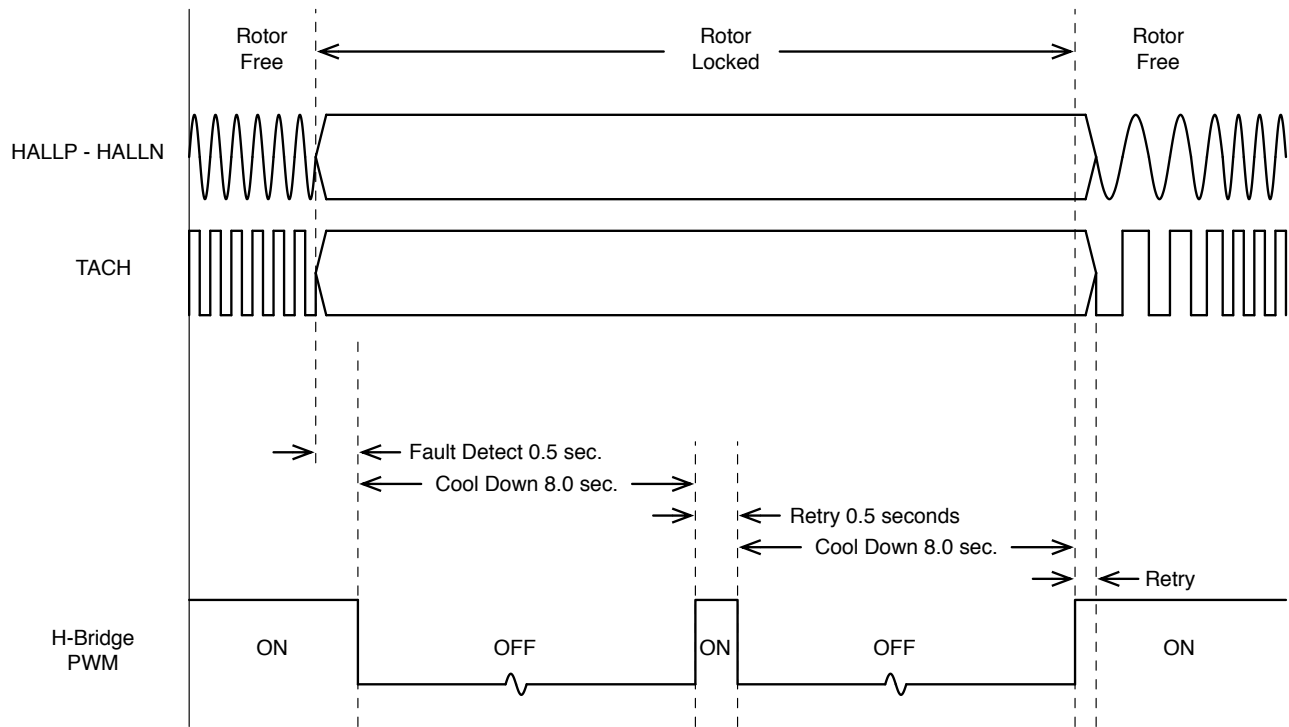 Rotor
Free
Rotor
Locked
Rotor
Free
HALLP - HALLN
TACH
Fault Detect 0.5 sec.
Cool Down 8.0 sec.
Retry 0.5 seconds
Cool Down 8.0 sec.
Retry
H-Bridge
PWM
ON
OFF
ON
OFF
ON